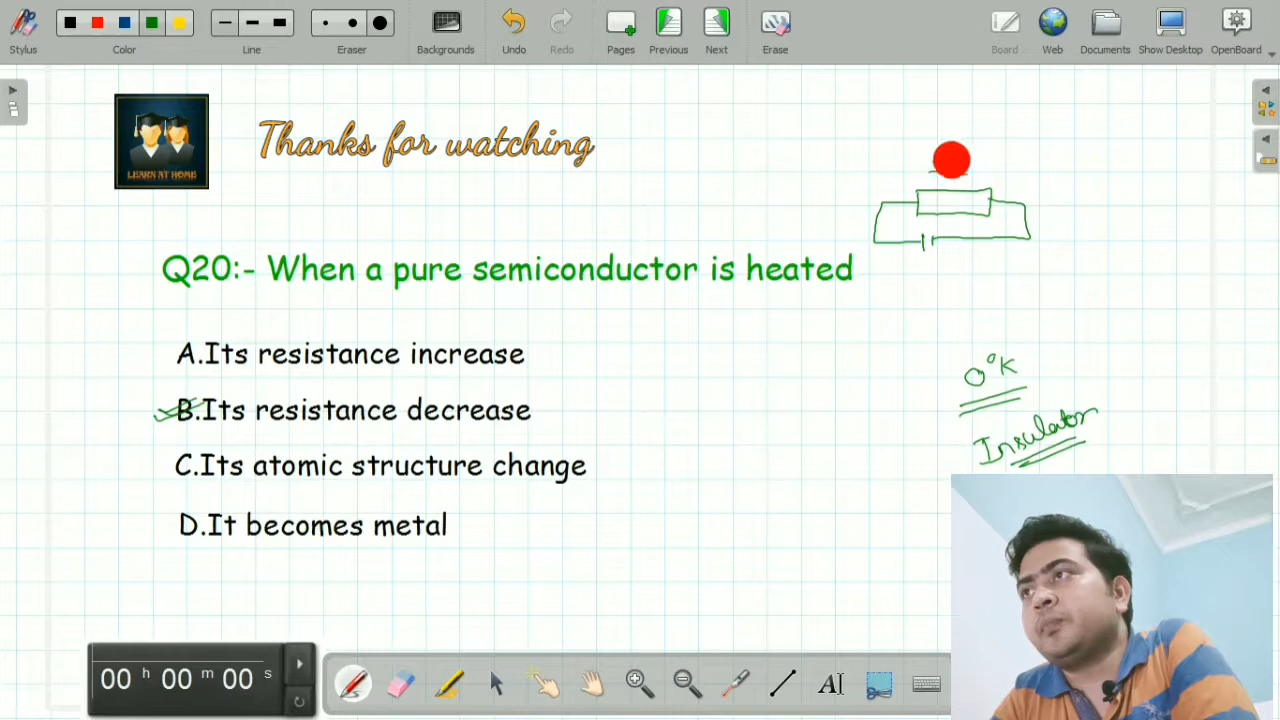 Stylus
Color
Line
Eraser
Backgrounds
Undo
Redo
Pages
Previous
Next
Erase
Board
Web
Documents
Show Desktop
OpenBoard
LEARN AT HOME
Thanks for watching
Q20:- When a pure semiconductor is heated
A.Its resistance increase
B.Its resistance decrease
C.Its atomic structure change
D.It becomes metal
0°K
Insulator
00 h 00 m 00 s